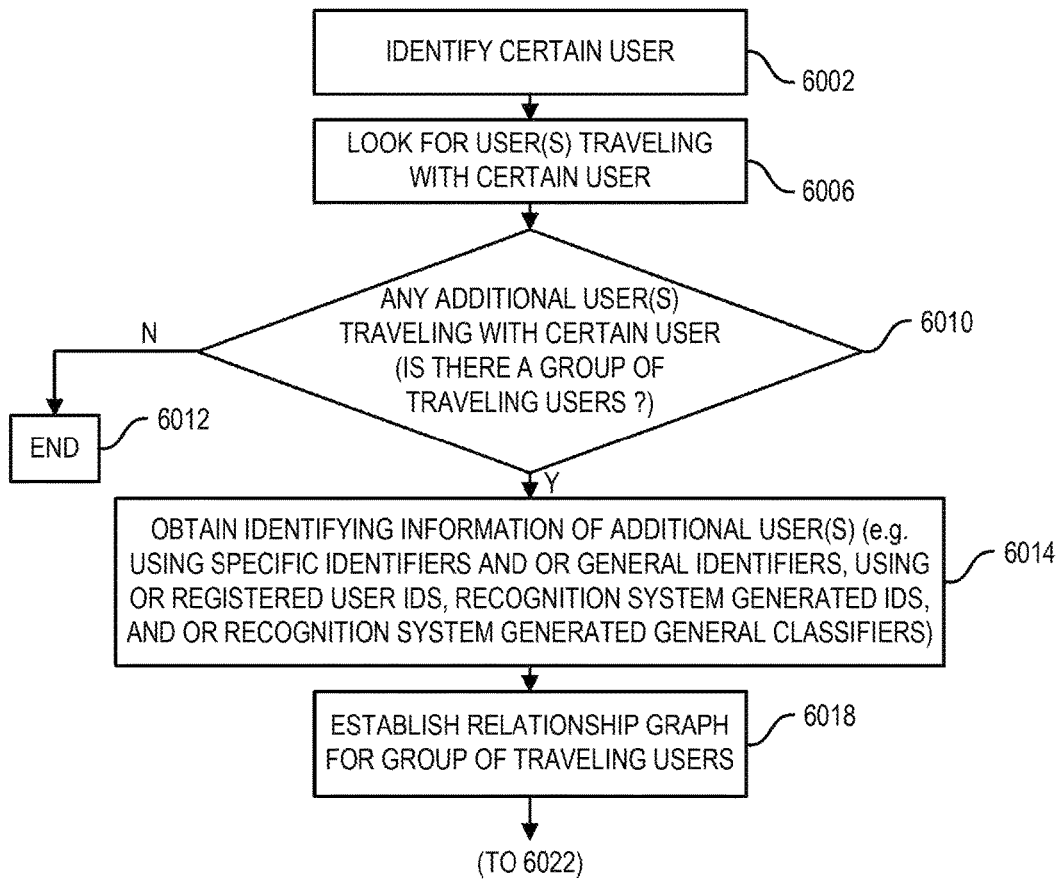 IDENTIFY CERTAIN USER
6002
LOOK FOR USER(S) TRAVELING
WITH CERTAIN USER
6006
ANY ADDITIONAL USER(S)
TRAVELING WITH CERTAIN USER
(IS THERE A GROUP OF
TRAVELING USERS ?)
6010
N
END
6012
Y
OBTAIN IDENTIFYING INFORMATION OF ADDITIONAL USER(S) (e.g.
USING SPECIFIC IDENTIFIERS AND OR GENERAL IDENTIFIERS, USING
OR REGISTERED USER IDS, RECOGNITION SYSTEM GENERATED IDS,
AND OR RECOGNITION SYSTEM GENERATED GENERAL CLASSIFIERS)
6014
ESTABLISH RELATIONSHIP GRAPH
FOR GROUP OF TRAVELING USERS
6018
(TO 6022)